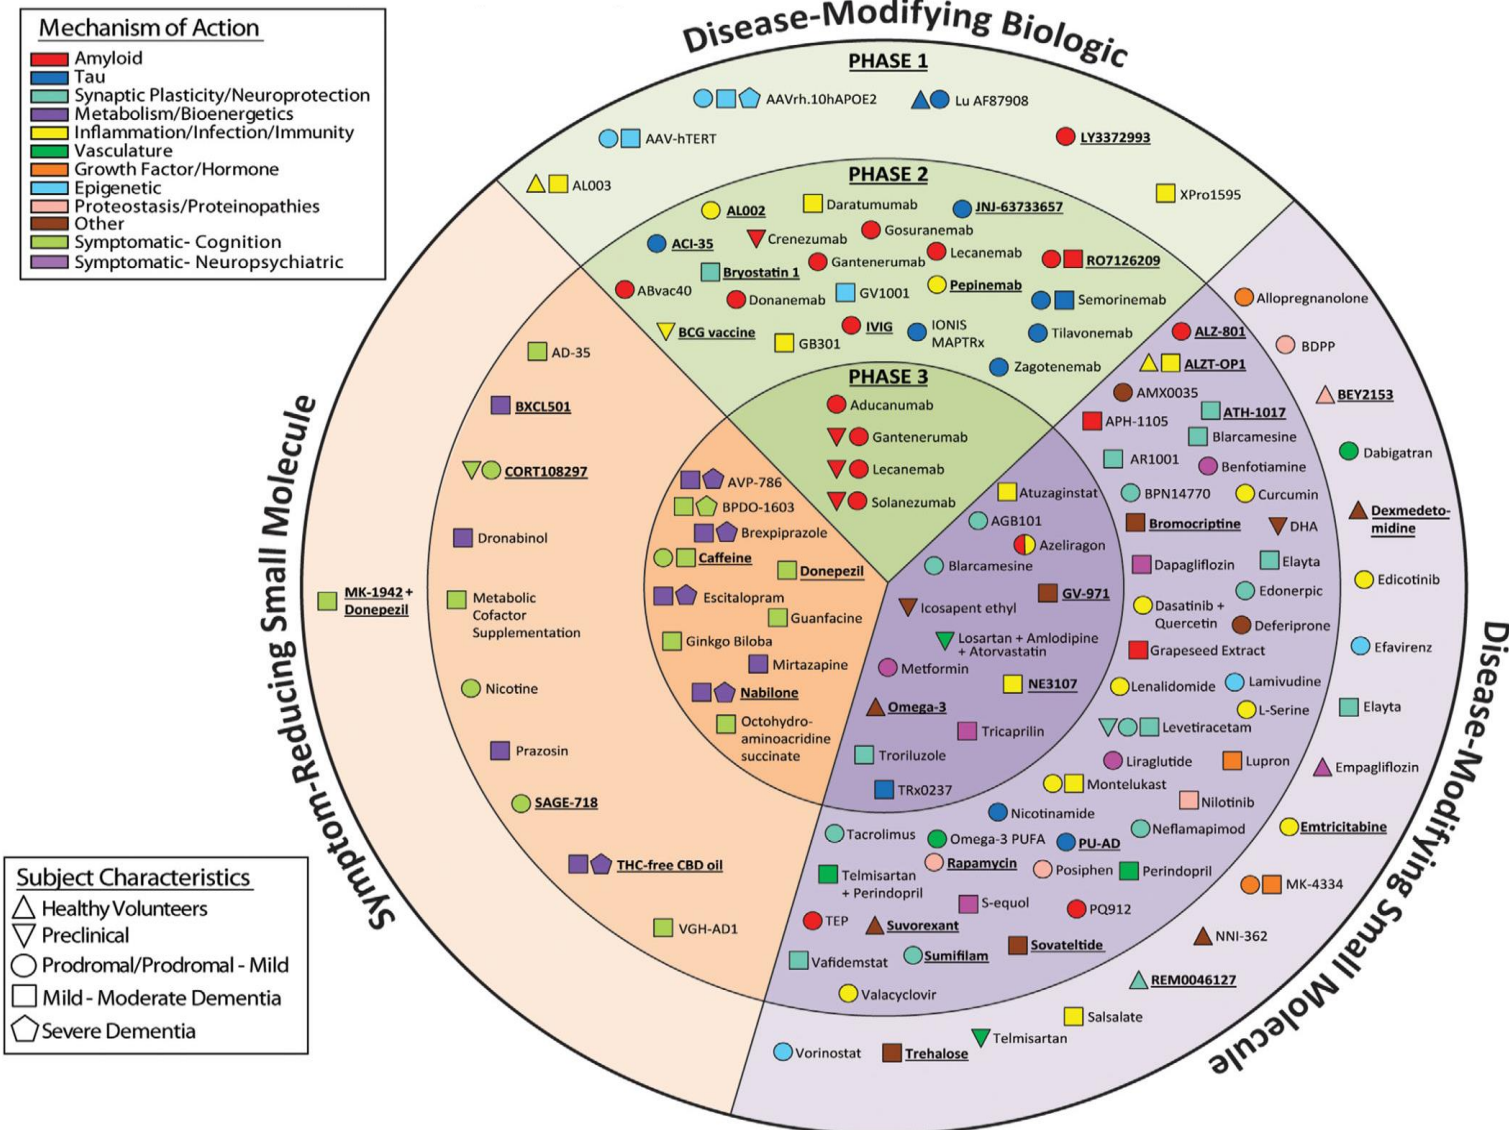 Disease-Modifying Biologic
Mechanism of Action
Amyloid
Tau
Synaptic Plasticity/Neuroprotection
Metabolism/Bioenergetics
Inflammation/Infection/Immunity
Vasculature
Growth Factor/Hormone
Epigenetic
Proteostasis/Proteinopathies
Other
Symptomatic- Cognition
Symptomatic- Neuropsychiatric
PHASE 1
AAVrh.10hAPOE2
Lu AF87908
AAV-hTERT
LY3372993
AL003
XPro1595
PHASE 2
AL002
Daratumumab
JNJ-63733657
ACI-35
Crenezumab
Gosuranemab
Gantenerumab
Lecanemab
RO7126209
Bryostatin 1
ABvac40
Donanemab
GV1001
Pepinemab
Semorinemab
BCG vaccine
GB301
IVIG
IONIS
MAPTRx
Tilavonemab
Zagotenemab
PHASE 3
Aducanumab
Gantenerumab
Lecanemab
Solanezumab
Symptom-Reducing Small Molecule
AD-35
BXCL501
CORT108297
Dronabinol
MK-1942 +
Donepezil
Metabolic
Cofactor
Supplementation
Nicotine
Prazosin
SAGE-718
THC-free CBD oil
VGH-AD1
AVP-786
BPDO-1603
Brexpiprazole
Caffeine
Donepezil
Escitalopram
Guanfacine
Ginkgo Biloba
Mirtazapine
Nabilone
Octohydro-
aminoacridine
succinate
Atuzaginstat
AGB101
Azeliragon
Blarcamesine
GV-971
Icosapent ethyl
Losartan + Amlodipine
+ Atorvastatin
Metformin
NE3107
Omega-3
Tricaprilin
Troriluzole
TRx0237
ALZ-801
ALZT-OP1
AMX0035
APH-1105
ATH-1017
Blarcamesine
AR1001
Benfotiamine
BPN14770
Curcumin
Bromocriptine
DHA
Dapagliflozin
Elayta
Edonerpic
Dasatinib +
Quercetin
Deferiprone
Grapeseed Extract
Lenalidomide
Lamivudine
L-Serine
Levetiracetam
Liraglutide
Lupron
Montelukast
Nilotinib
Nicotinamide
Neflamapimod
Tacrolimus
Omega-3 PUFA
PU-AD
Telmisartan
+ Perindopril
Rapamycin
Posiphen
Perindopril
S-equol
PQ912
TEP
Suvorexant
Sovateltide
Vafidemstat
Sumifilam
Valacyclovir
Allopregnanolone
BDPP
BEY2153
Dabigatran
Dexmedeto-
midine
Edicotinib
Efavirenz
Elayta
Empagliflozin
Emtricitabine
MK-4334
NNI-362
REM0046127
Salsalate
Telmisartan
Trehalose
Vorinostat
Disease-Modifying Small Molecule
Subject Characteristics
Healthy Volunteers
Preclinical
Prodromal/Prodromal - Mild
Mild - Moderate Dementia
Severe Dementia